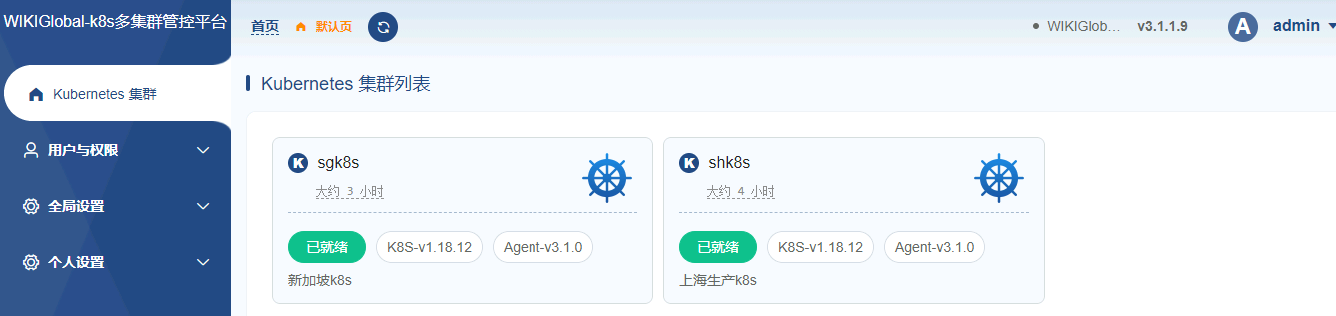 WIKIGlobal-k8s多集群管控平台
首页 默认页 WIKIGlob... v3.1.1.9 A admin
Kubernetes 集群
用户与权限
全局设置
个人设置
Kubernetes 集群列表
K sgk8s
大约 3 小时
已就绪 K8S-v1.18.12 Agent-v3.1.0
新加坡k8s
K shk8s
大约 4 小时
已就绪 K8S-v1.18.12 Agent-v3.1.0
上海生产k8s